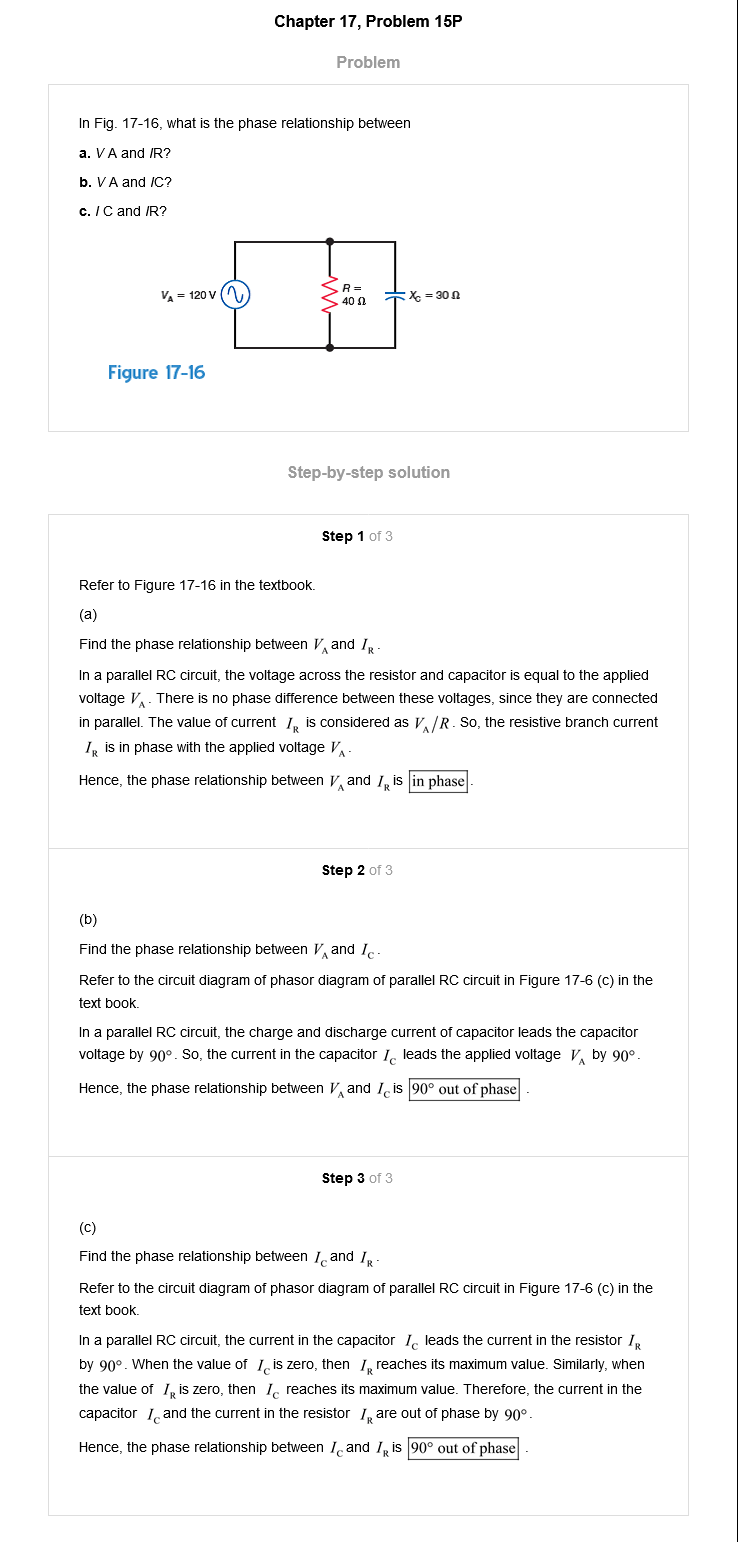 Chapter 17, Problem 15P
Problem
In Fig. 17-16, what is the phase relationship between
a. V A and IR?
b. V A and IC?
c. I C and IR?
V_A = 120 V
R =
40 Ω
X_C = 30 Ω
Figure 17-16
Step-by-step solution
Step 1 of 3
Refer to Figure 17-16 in the textbook.
(a)
Find the phase relationship between V_A and I_R .
In a parallel RC circuit, the voltage across the resistor and capacitor is equal to the applied
voltage V_A . There is no phase difference between these voltages, since they are connected
in parallel. The value of current I_R is considered as V_A/R . So, the resistive branch current
I_R is in phase with the applied voltage V_A .
Hence, the phase relationship between V_A and I_R is in phase .
Step 2 of 3
(b)
Find the phase relationship between V_A and I_C .
Refer to the circuit diagram of phasor diagram of parallel RC circuit in Figure 17-6 (c) in the
text book.
In a parallel RC circuit, the charge and discharge current of capacitor leads the capacitor
voltage by 90° . So, the current in the capacitor I_C leads the applied voltage V_A by 90° .
Hence, the phase relationship between V_A and I_C is 90° out of phase .
Step 3 of 3
(c)
Find the phase relationship between I_C and I_R .
Refer to the circuit diagram of phasor diagram of parallel RC circuit in Figure 17-6 (c) in the
text book.
In a parallel RC circuit, the current in the capacitor I_C leads the current in the resistor I_R
by 90° . When the value of I_C is zero, then I_R reaches its maximum value. Similarly, when
the value of I_R is zero, then I_C reaches its maximum value. Therefore, the current in the
capacitor I_C and the current in the resistor I_R are out of phase by 90° .
Hence, the phase relationship between I_C and I_R is 90° out of phase .